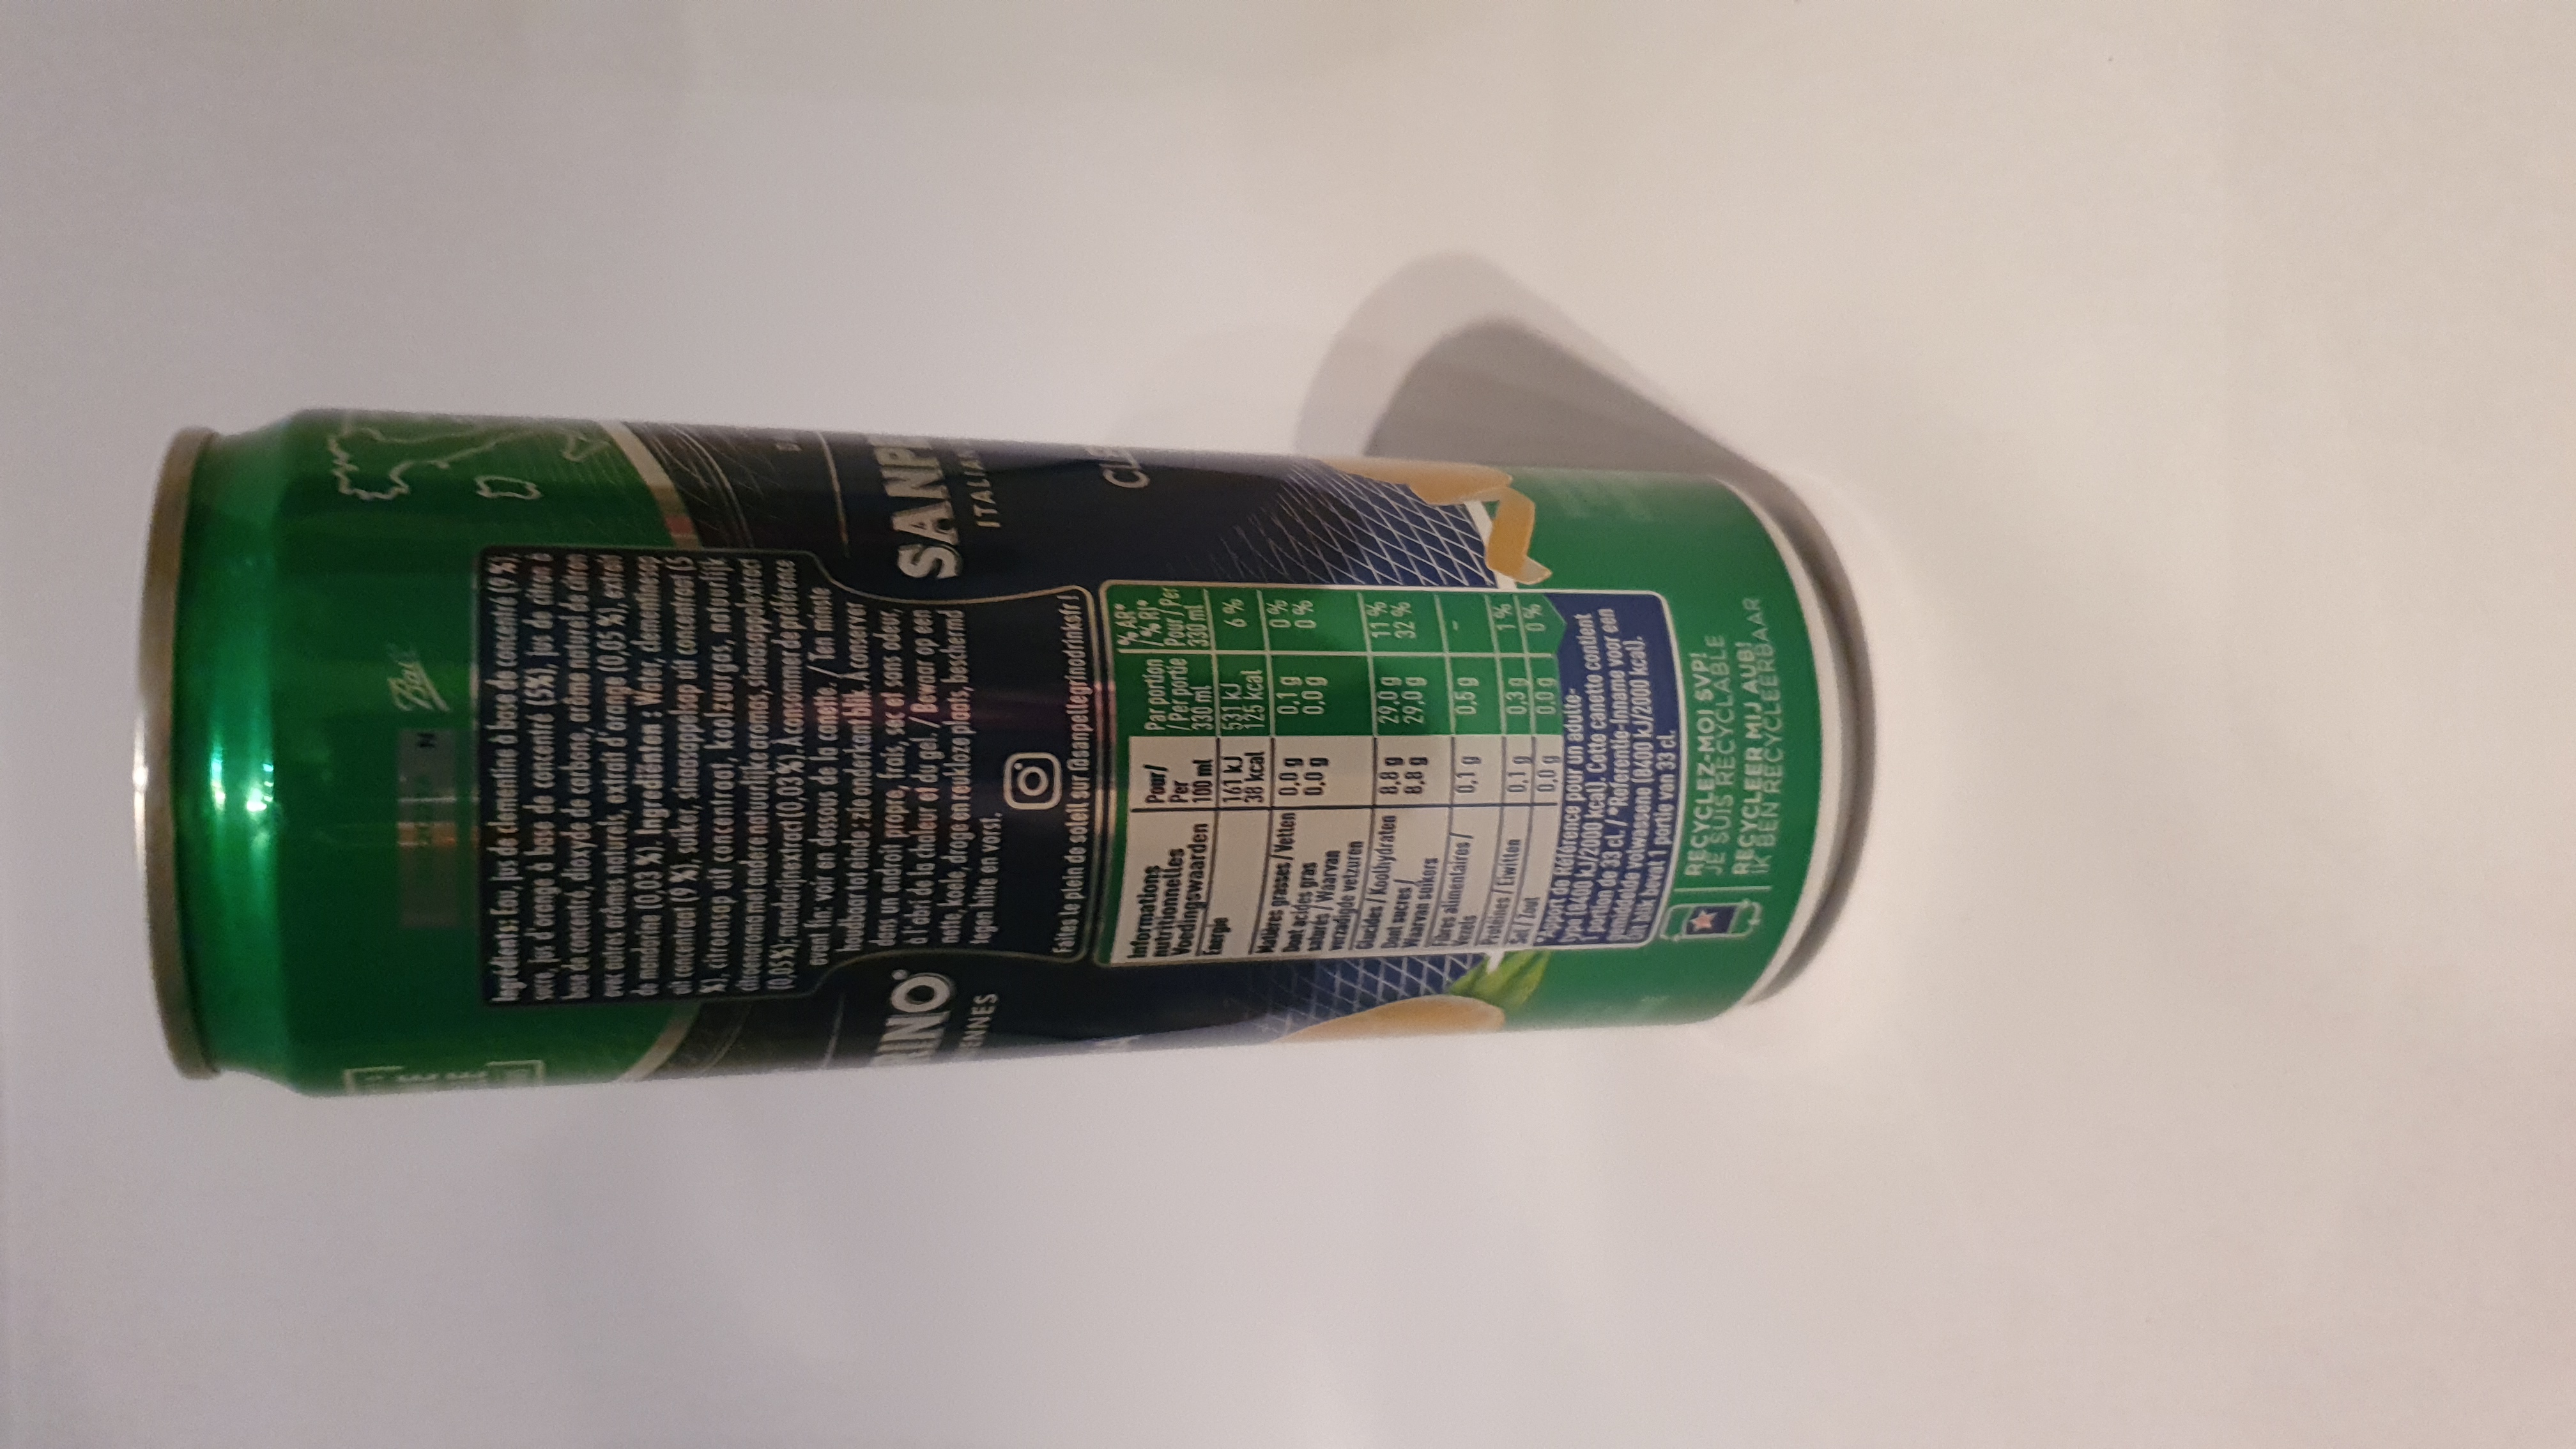 Ball
N
Ingrédients: Eau, jus de clementine à base de concentré (9 %),
sucre, jus d'orange à base de concentré (5%), jus de citron à
base de concentré, dioxyde de carbone, arôme naturel de citron
avec autres arômes naturels, extrait d'orange (0,05 %), extrait
de mandarine (0,03 %). Ingrediënten : Water, clementinesap
uit concentraat (9 %), suiker, sinaasappelsap uit concentraat (5
%), citroensap uit concentraat, koolzuurgas, natuurlijk
citroenaroma met andere natuurlijke aromas, sinaasappelextract
(0,05%); mandarijnextract (0,03%). À consommer de préférence
avant fin: voir en dessous de la canette. / Ten minste
houdbaar tot einde : zie onderkant blik. À conserver
dans un endroit propre, frais, sec et sans odeur,
à l'abri de la chaleur et du gel. / Bewaar op een
nette, koele, droge en reukloze plaats, beschermd
tegen hitte en vorst.
RINO®
ENNES
SANP
ITALIAN
CLE
Faites le plein de soleil sur @sanpellegrinodrinksfr !
Informations
nutritionnelles
Voedingswaarden
Pour/
Per
100 ml
Par portion
/ Per portie
330 ml
% AR*
/ % RI*
Pour / Per
330 ml
Energie
161 kJ 531 kJ 6 %
38 kcal 125 kcal
Matières grasses / Vetten 0,0 g 0,1 g 0 %
Dont acides gras 0,0 g 0,0 g 0 %
saturés / Waarvan
verzadigde vetzuren
Glucides / Koolhydraten 8,8 g 29,0 g 11 %
Dont sucres / 8,8 g 29,0 g 32 %
Waarvan suikers
Fibres alimentaires / 0,1 g 0,5 g -
Vezels
Protéines / Eiwitten 0,1 g 0,3 g 1 %
Sel / Zout 0,0 g 0,0 g 0 %
*Apport de Référence pour un adulte-
type (8400 kJ/2000 kcal). Cette canette contient
1 portion de 33 cl. / *Referentie-Inname voor een
gemiddelde volwassene (8400 kJ/2000 kcal).
Dit blik bevat 1 portie van 33 cl.
RECYCLEZ-MOI SVP!
JE SUIS RECYCLABLE
RECYCLEER MIJ AUB!
IK BEN RECYCLEERBAAR